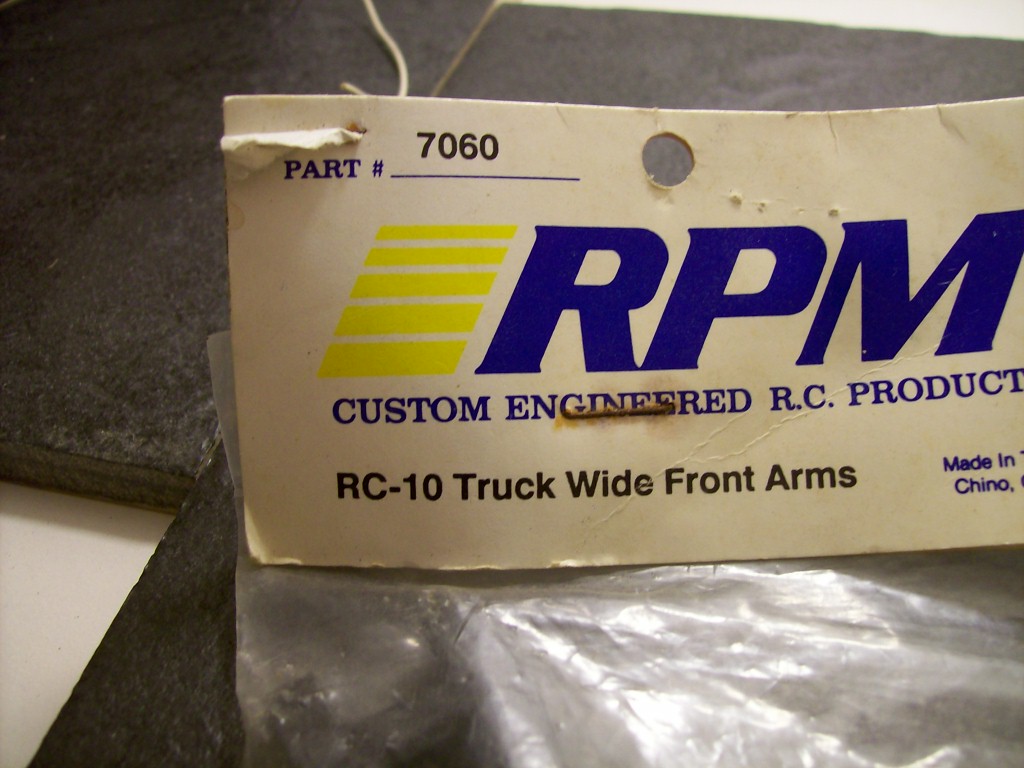 7060
PART #
RPM
CUSTOM ENGINEERED R.C. PRODUCT
RC-10 Truck Wide Front Arms
Made In
Chino,